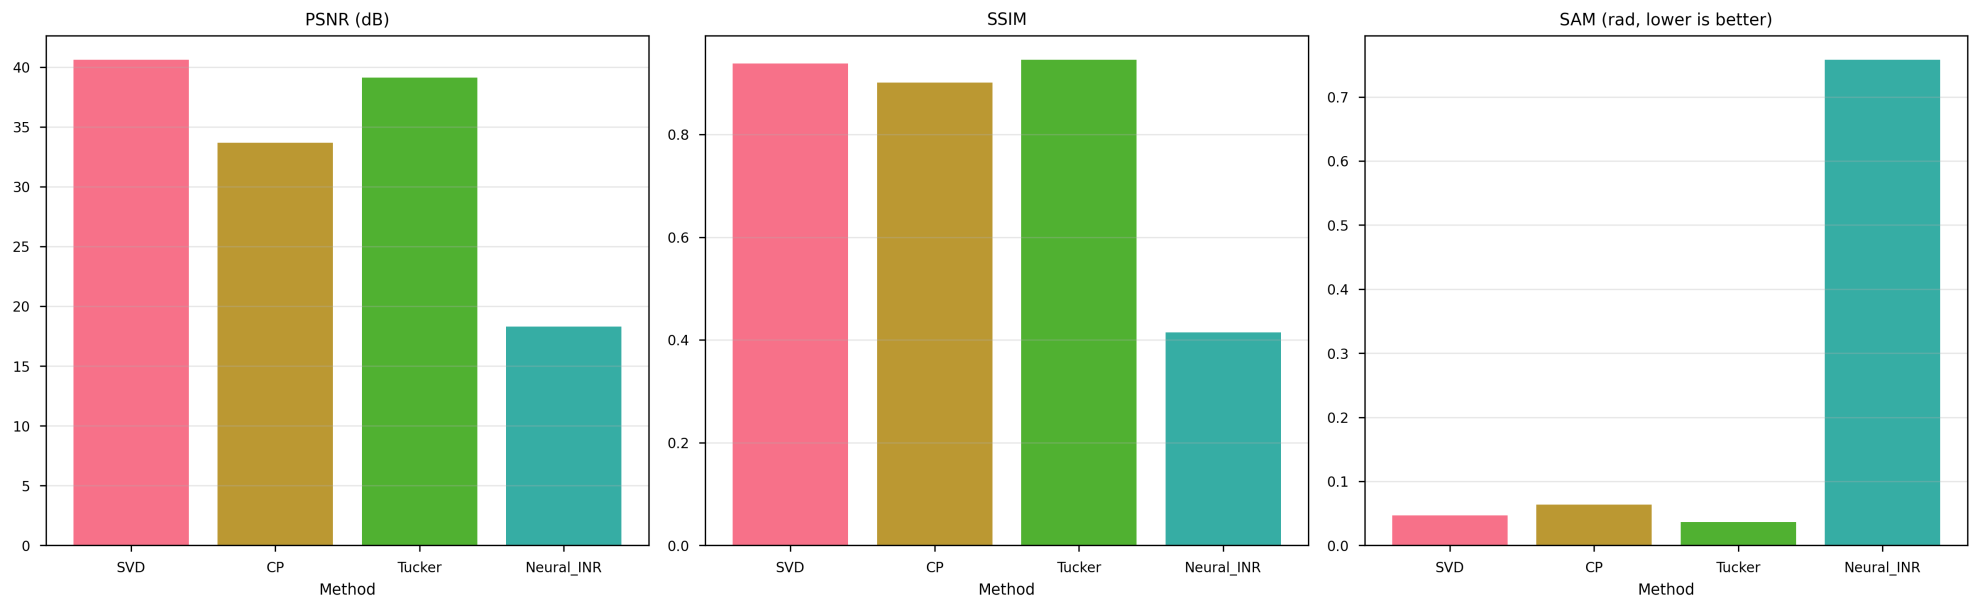 PSNR (dB)
40
35
30
25
20
15
10
5
0
SVD CP Tucker Neural_INR
Method
SSIM
0.8
0.6
0.4
0.2
0.0
SVD CP Tucker Neural_INR
Method
SAM (rad, lower is better)
0.7
0.6
0.5
0.4
0.3
0.2
0.1
0.0
SVD CP Tucker Neural_INR
Method